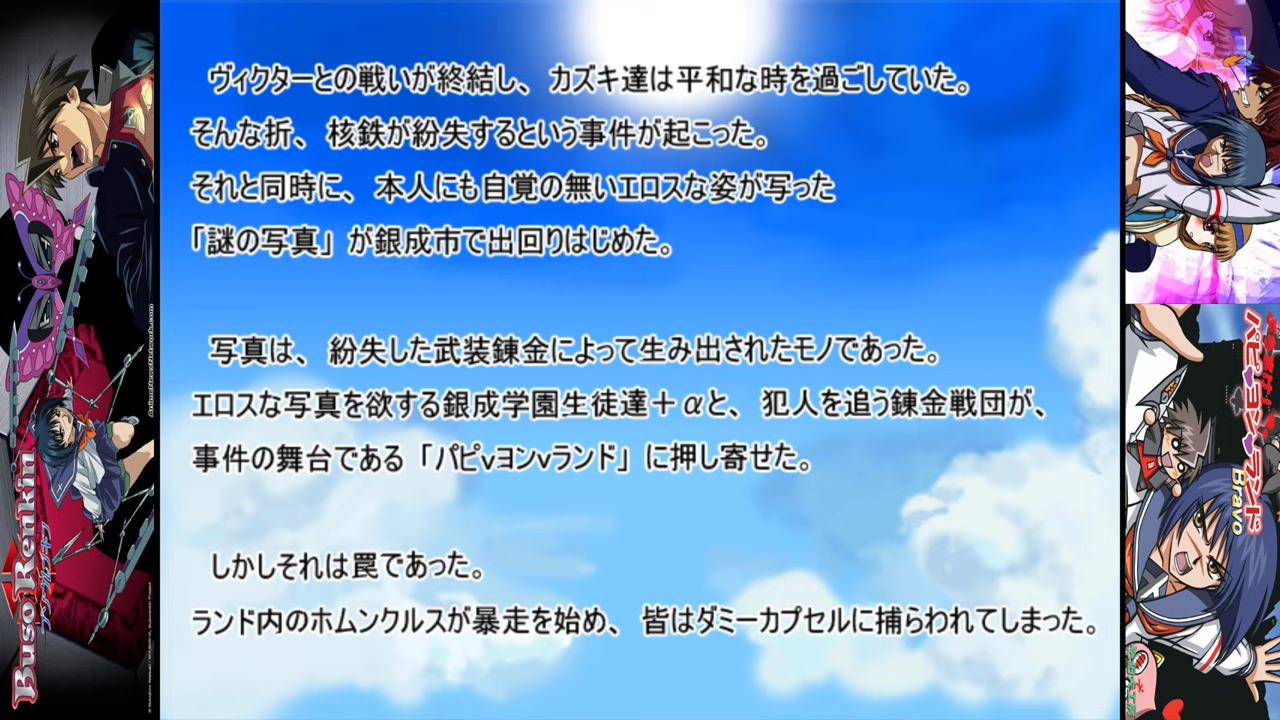 ヴィクターとの戦いが終結し、カズキ達は平和な時を過ごしていた。
そんな折、核鉄が紛失するという事件が起こった。
それと同時に、本人にも自覚の無いエロスな姿が写った
「謎の写真」が銀成市で出回りはじめた。
写真は、紛失した武装錬金によって生み出されたモノであった。
エロスな写真を欲する銀成学園生徒達＋αと、犯人を追う錬金戦団が、
事件の舞台である「パピvヨンvランド」に押し寄せた。
しかしそれは罠であった。
ランド内のホムンクルスが暴走を始め、皆はダミーカプセルに捕らわれてしまった。
Buso Renkin
AnimeNewsNetwork.com
パピ♥ヨン♥ランド
Bravo